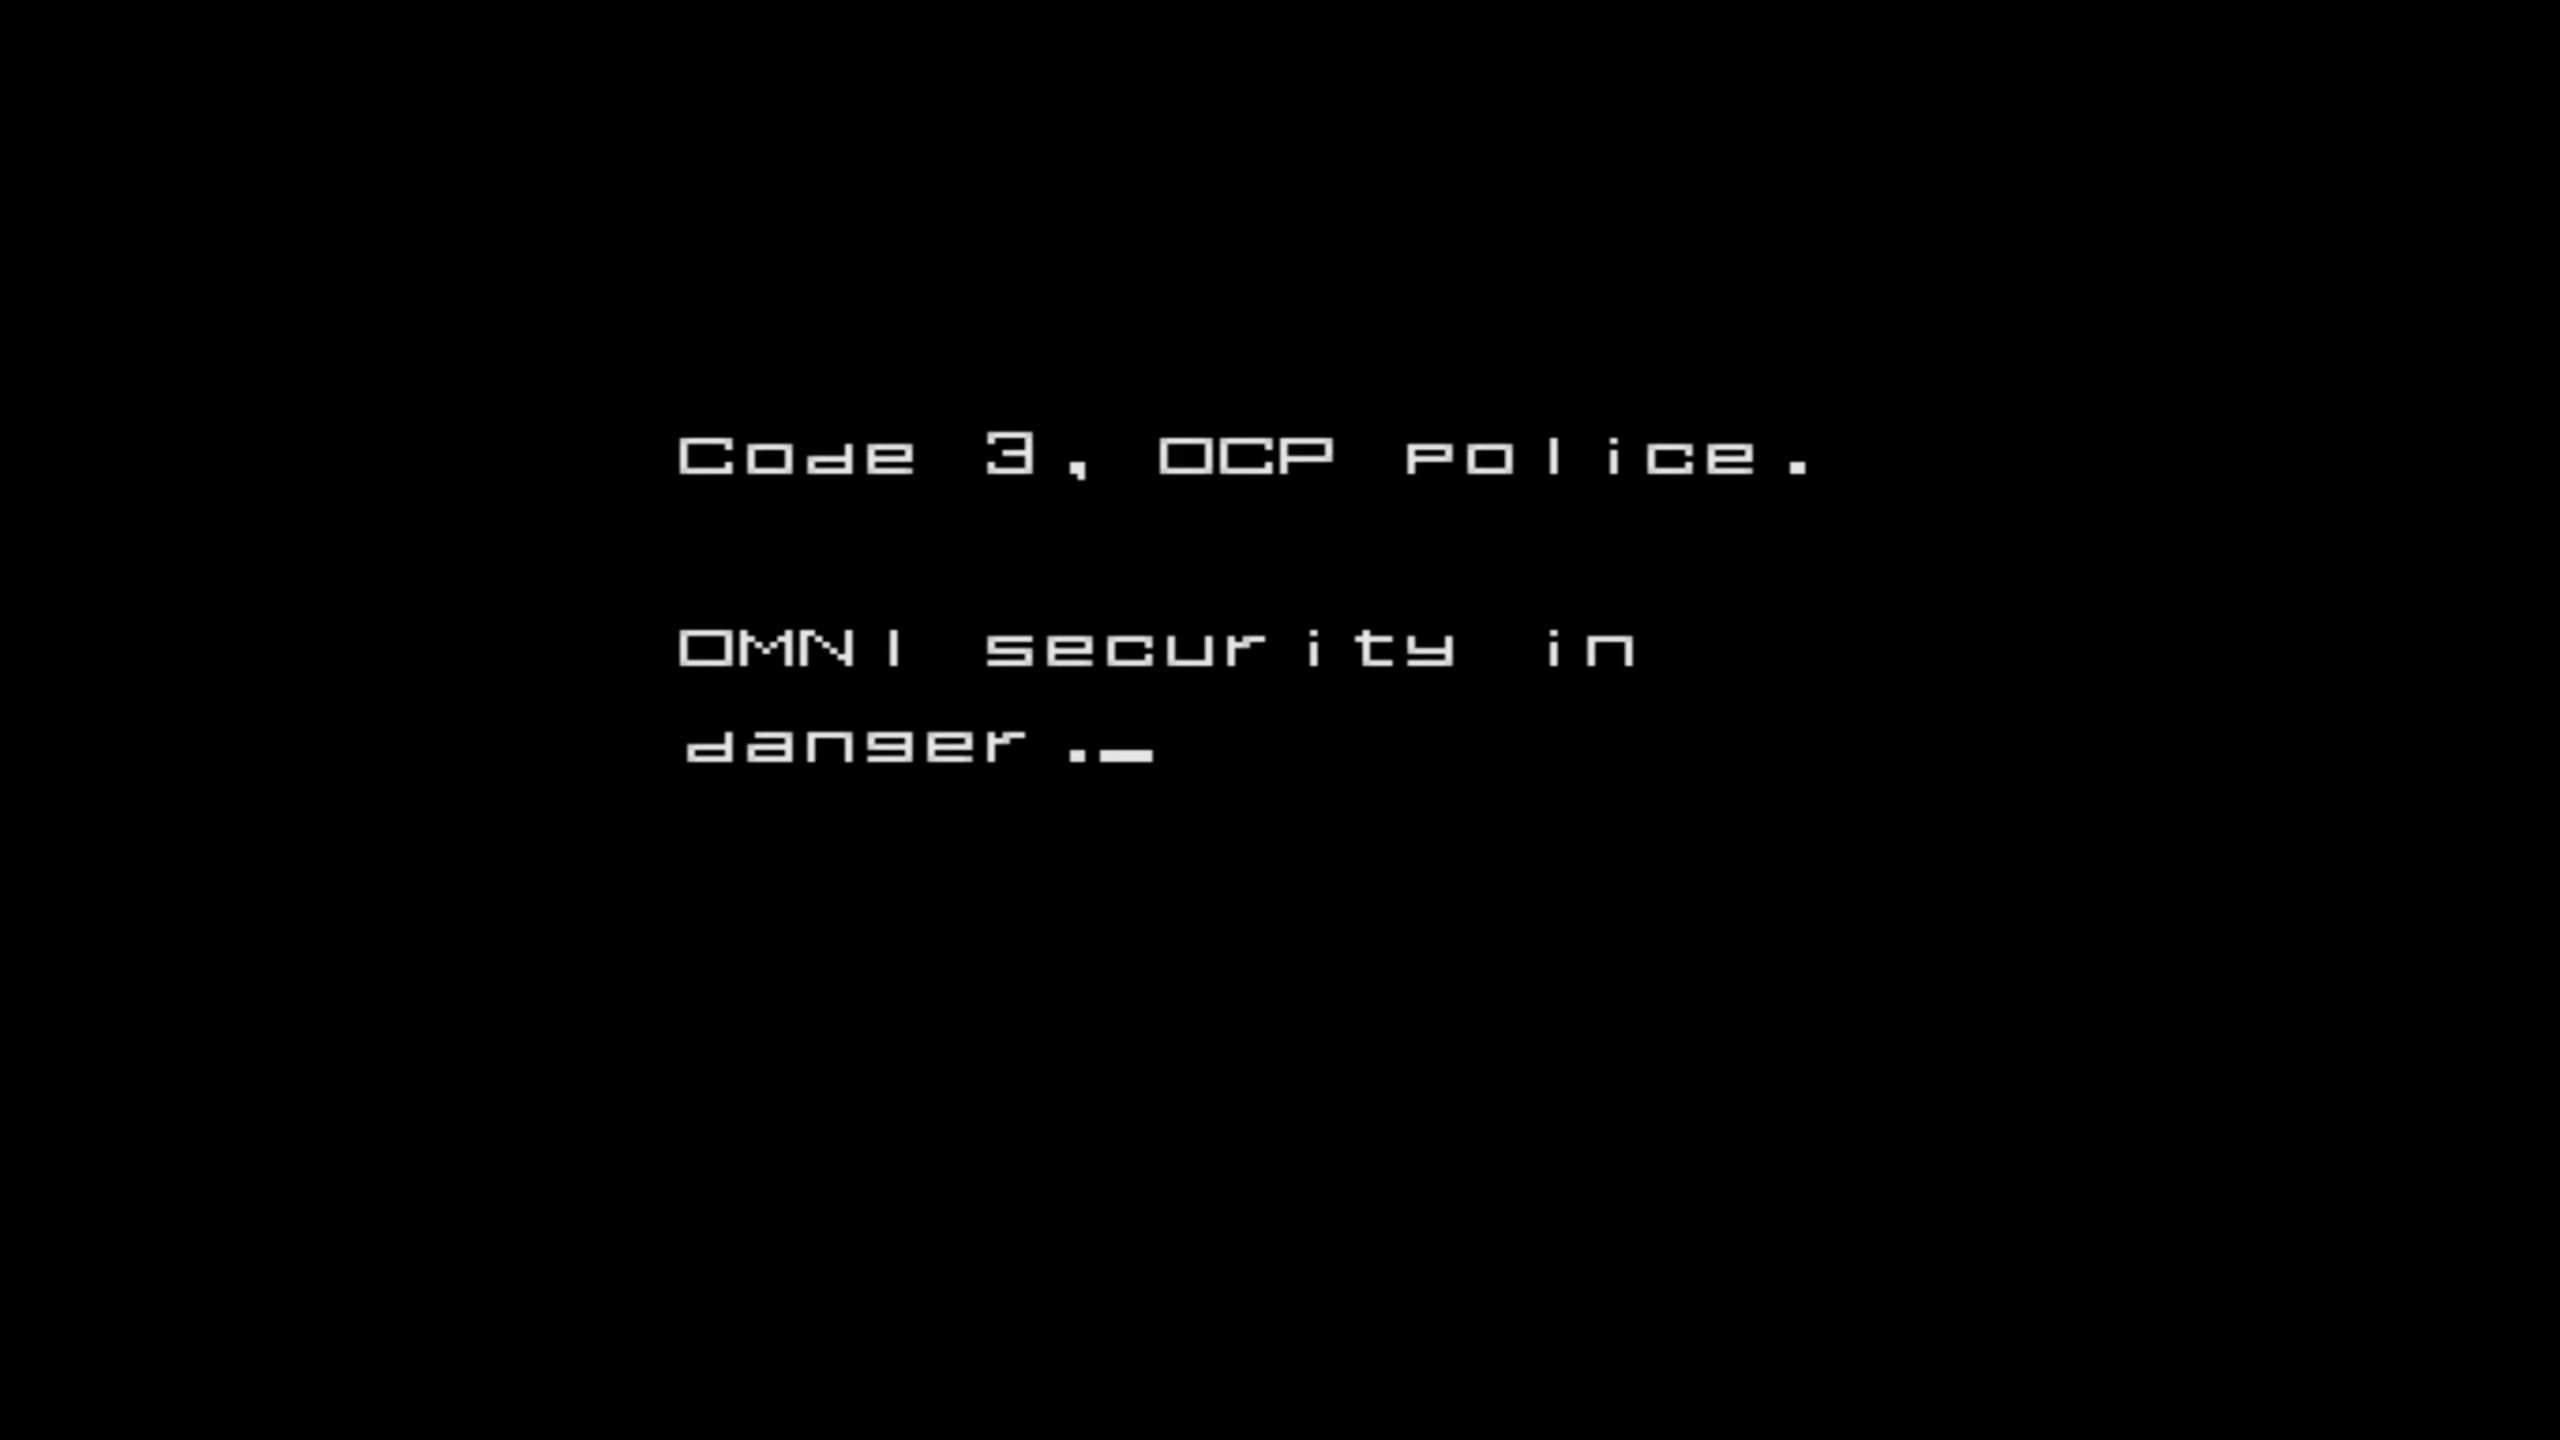 Code 3, OCP police.
OMNI security in
danger._